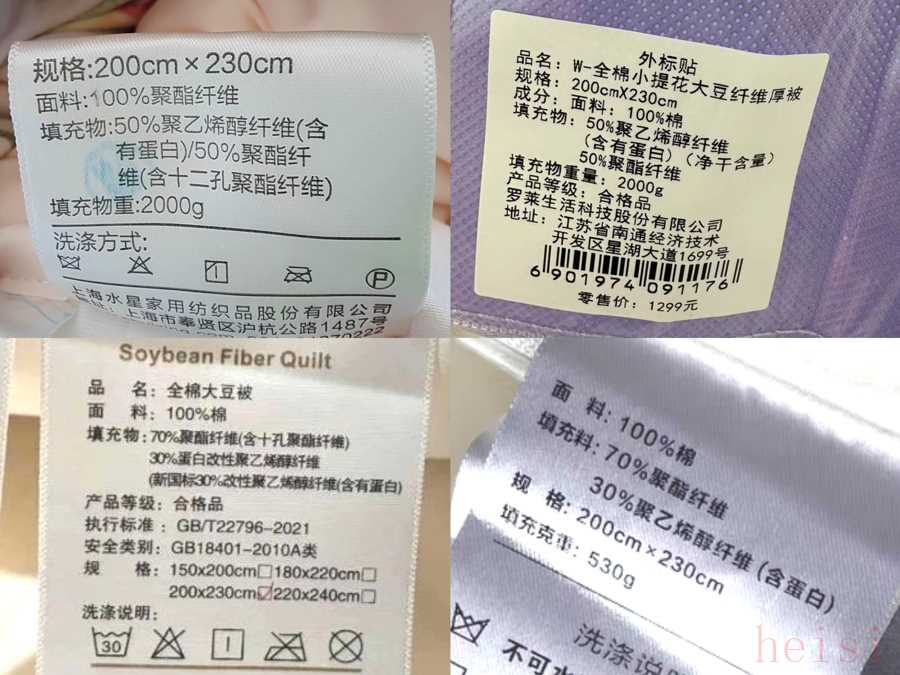 规格:200cm×230cm
面料:100%聚酯纤维
填充物:50%聚乙烯醇纤维(含
有蛋白)/50%聚酯纤
维(含十二孔聚酯纤维)
填充物重:2000g
洗涤方式:
P
上海水星家用纺织品股份有限公司
上海市奉贤区沪杭公路1487号
外标贴
品名: W-全棉小提花大豆纤维厚被
规格: 200cmX230cm
成分: 面料: 100%棉
填充物: 50%聚乙烯醇纤维
(含有蛋白)(净干含量)
50%聚酯纤维
填充物重量: 2000g
产品等级: 合格品
罗莱生活科技股份有限公司
地址: 江苏省南通经济技术
开发区星湖大道1699号
6 901974 091176
零售价: 1299元
Soybean Fiber Quilt
品 名: 全棉大豆被
面 料: 100%棉
填充物: 70%聚酯纤维(含十孔聚酯纤维)
30%蛋白改性聚乙烯醇纤维
(新国标30%改性聚乙烯醇纤维(含有蛋白)
产品等级: 合格品
执行标准: GB/T22796-2021
安全类别: GB18401-2010A类
规 格: 150x200cm□180x220cm□
200x230cm☑220x240cm□
洗涤说明:
30
面 料: 100%棉
填充料: 70%聚酯纤维
30%聚乙烯醇纤维(含蛋白)
规 格: 200cm×230cm
填充克重: 530g
洗涤说
不可水
heisi